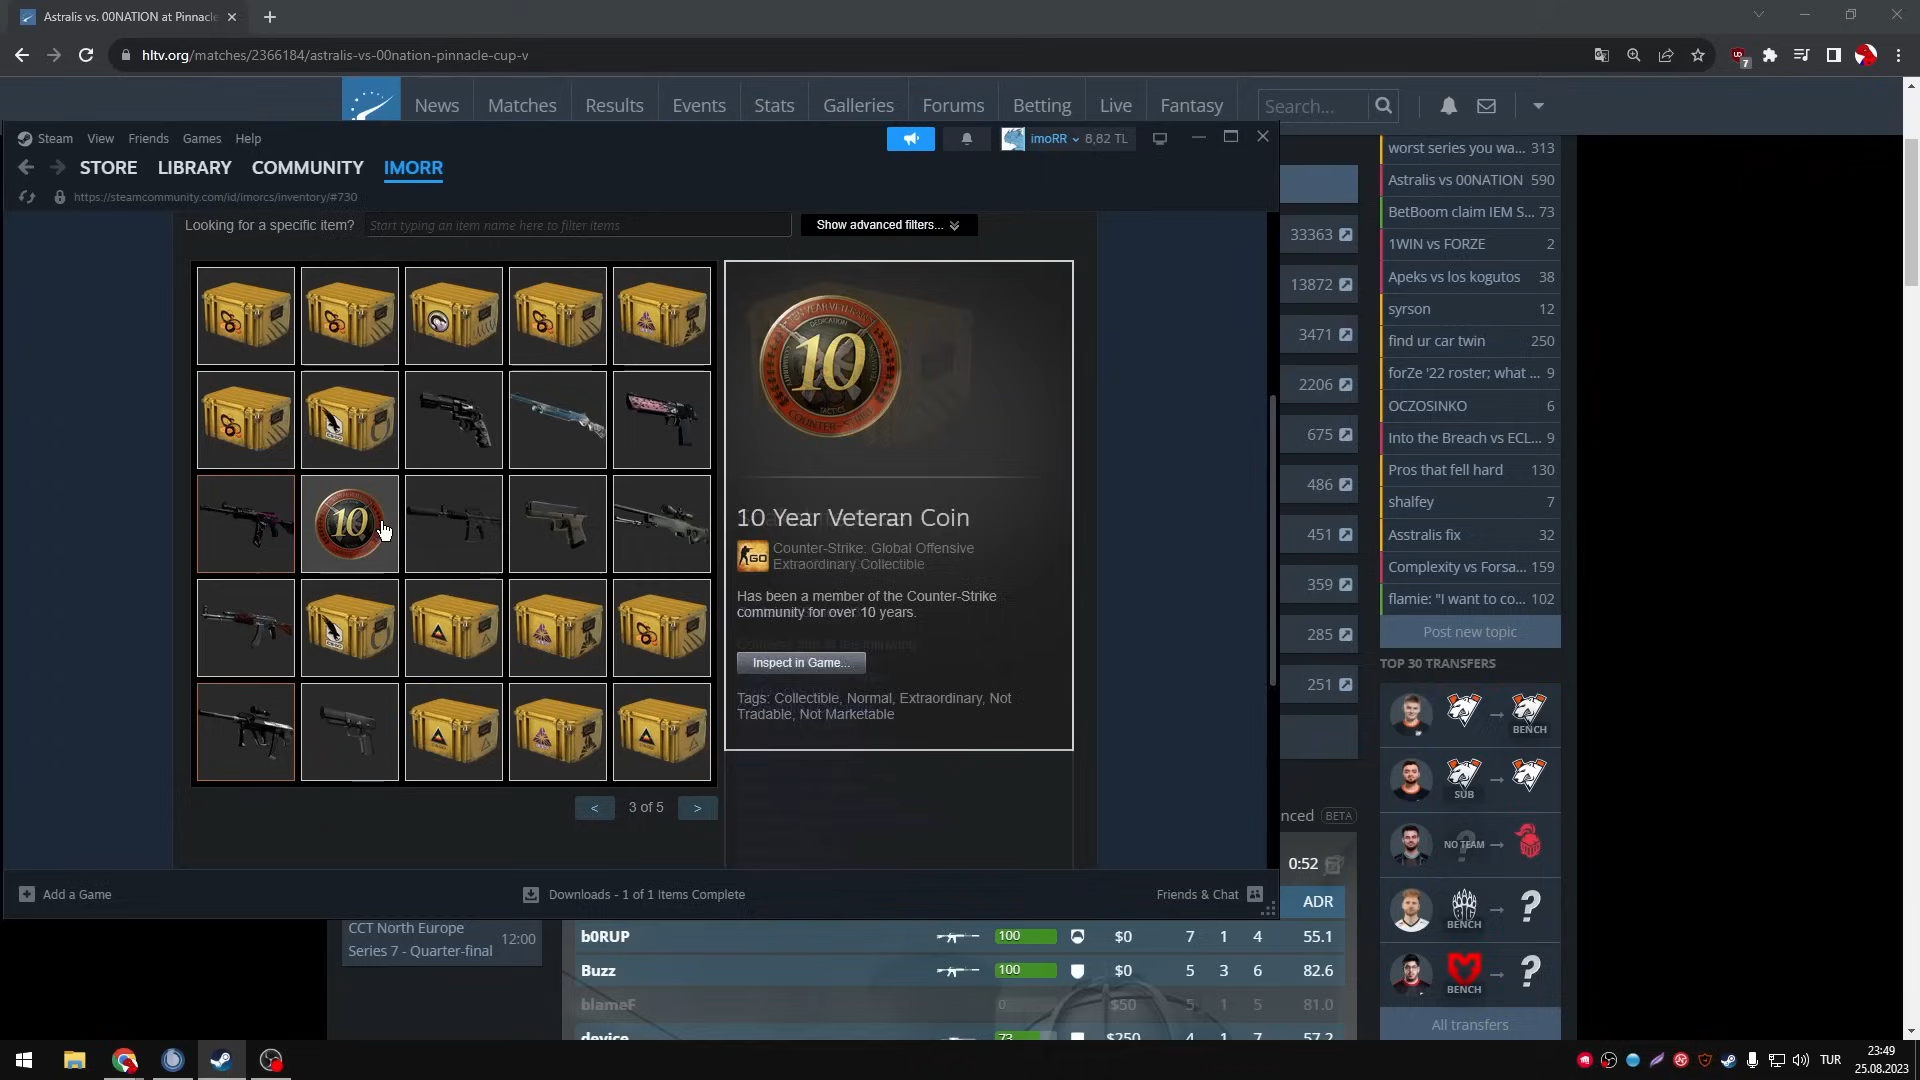 Astralis vs. 00NATION at Pinnacle
hltv.org/matches/2366184/astralis-vs-00nation-pinnacle-cup-v
7
News
Matches
Results
Events
Stats
Galleries
Forums
Betting
Live
Fantasy
Search...
Steam
View
Friends
Games
Help
imoRR
8,82 TL
STORE
LIBRARY
COMMUNITY
IMORR
https://steamcommunity.com/id/imorcs/inventory/#730
Looking for a specific item?
Start typing an item name here to filter items
Show advanced filters...
10
10
10 Year Veteran Coin
GO
Counter-Strike: Global Offensive
Extraordinary Collectible
Has been a member of the Counter-Strike
community for over 10 years.
Inspect in Game...
Tags: Collectible, Normal, Extraordinary, Not
Tradable, Not Marketable
<
3 of 5
>
Add a Game
Downloads - 1 of 1 Items Complete
Friends & Chat
33363
13872
3471
2206
675
486
451
359
285
251
nced
BETA
0:52
ADR
worst series you wa... 313
Astralis vs 00NATION 590
BetBoom claim IEM S... 73
1WIN vs FORZE 2
Apeks vs los kogutos 38
syrson 12
find ur car twin 250
forZe '22 roster; what ... 9
OCZOSINKO 6
Into the Breach vs ECL... 9
Pros that fell hard 130
shalfey 7
Asstralis fix 32
Complexity vs Forsa... 159
flamie: "I want to co... 102
Post new topic
TOP 30 TRANSFERS
BENCH
SUB
NO TEAM
?
BENCH
?
BENCH
?
All transfers
CCT North Europe
Series 7 - Quarter-final
12:00
b0RUP 100 $0 7 1 4 55.1
Buzz 100 $0 5 3 6 82.6
blameF 0 $50 5 1 5 81.0
device 73 $250 4 1 7 57.2
TUR
23:49
25.08.2023